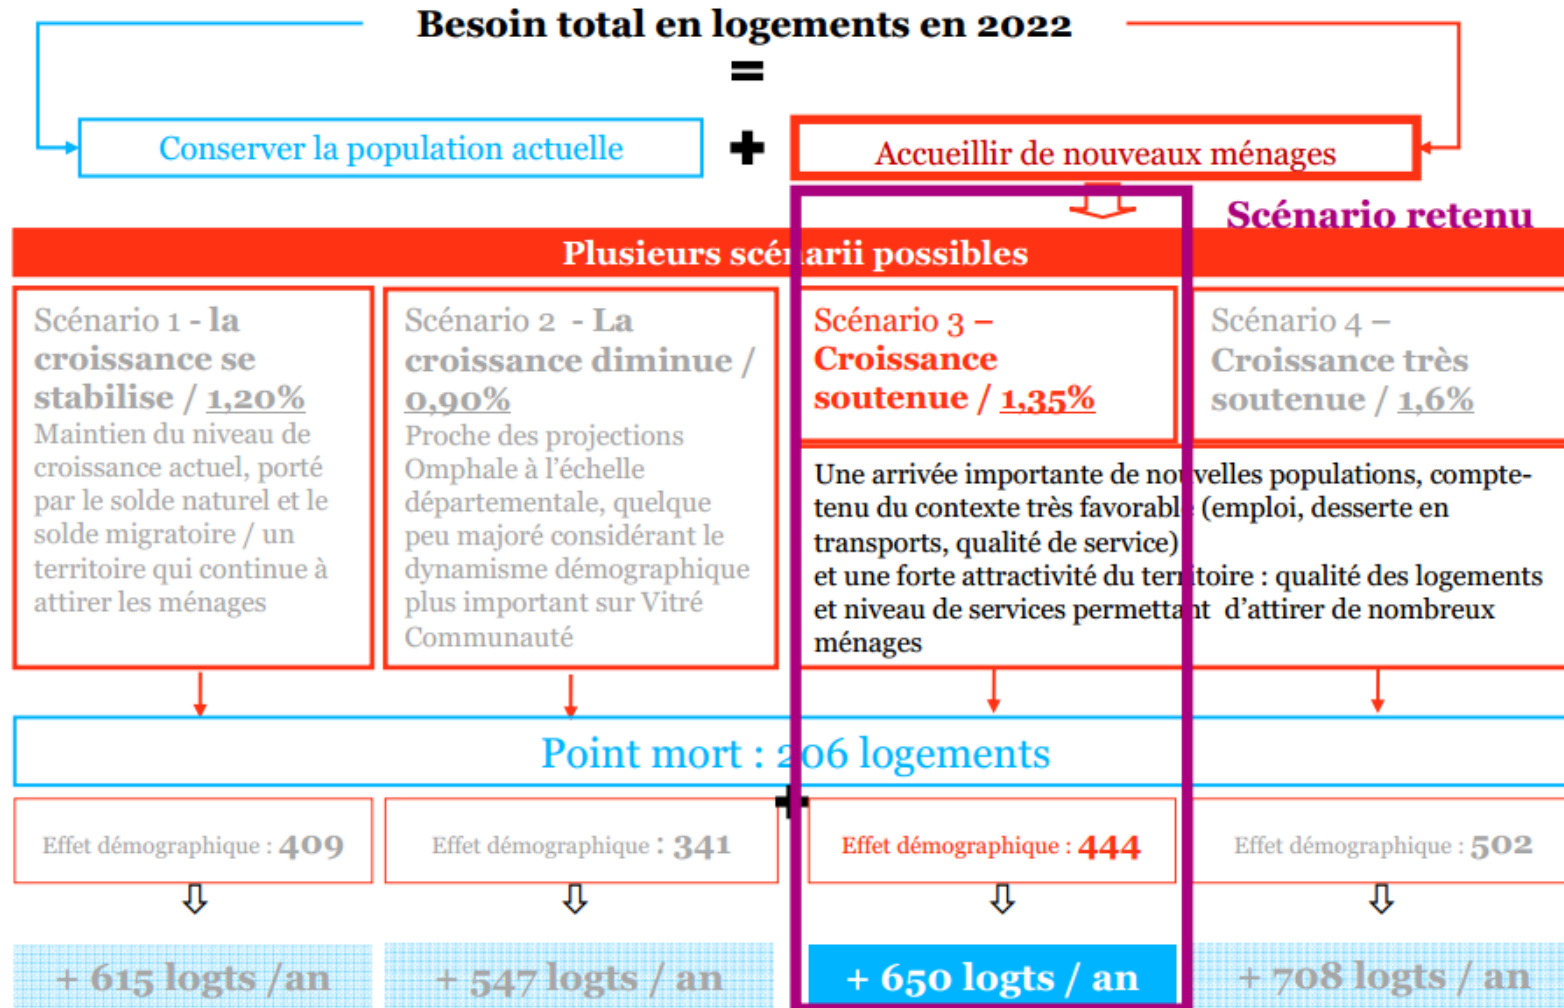 Besoin total en logements en 2022
=
Conserver la population actuelle
+
Accueillir de nouveaux ménages
Scénario retenu
Plusieurs scénarii possibles
Scénario 1 - la
croissance se
stabilise / 1,20%
Maintien du niveau de
croissance actuel, porté
par le solde naturel et le
solde migratoire / un
territoire qui continue à
attirer les ménages
Scénario 2 - La
croissance diminue /
0,90%
Proche des projections
Omphale à l’échelle
départementale, quelque
peu majoré considérant le
dynamisme démographique
plus important sur Vitré
Communauté
Scénario 3 –
Croissance
soutenue / 1,35%
Scénario 4 –
Croissance très
soutenue / 1,6%
Une arrivée importante de nouvelles populations, compte-
tenu du contexte très favorable (emploi, desserte en
transports, qualité de service)
et une forte attractivité du territoire : qualité des logements
et niveau de services permettant d’attirer de nombreux
ménages
Point mort : 206 logements
+
Effet démographique : 409
Effet démographique : 341
Effet démographique : 444
Effet démographique : 502
+ 615 logts /an
+ 547 logts / an
+ 650 logts / an
+ 708 logts / an